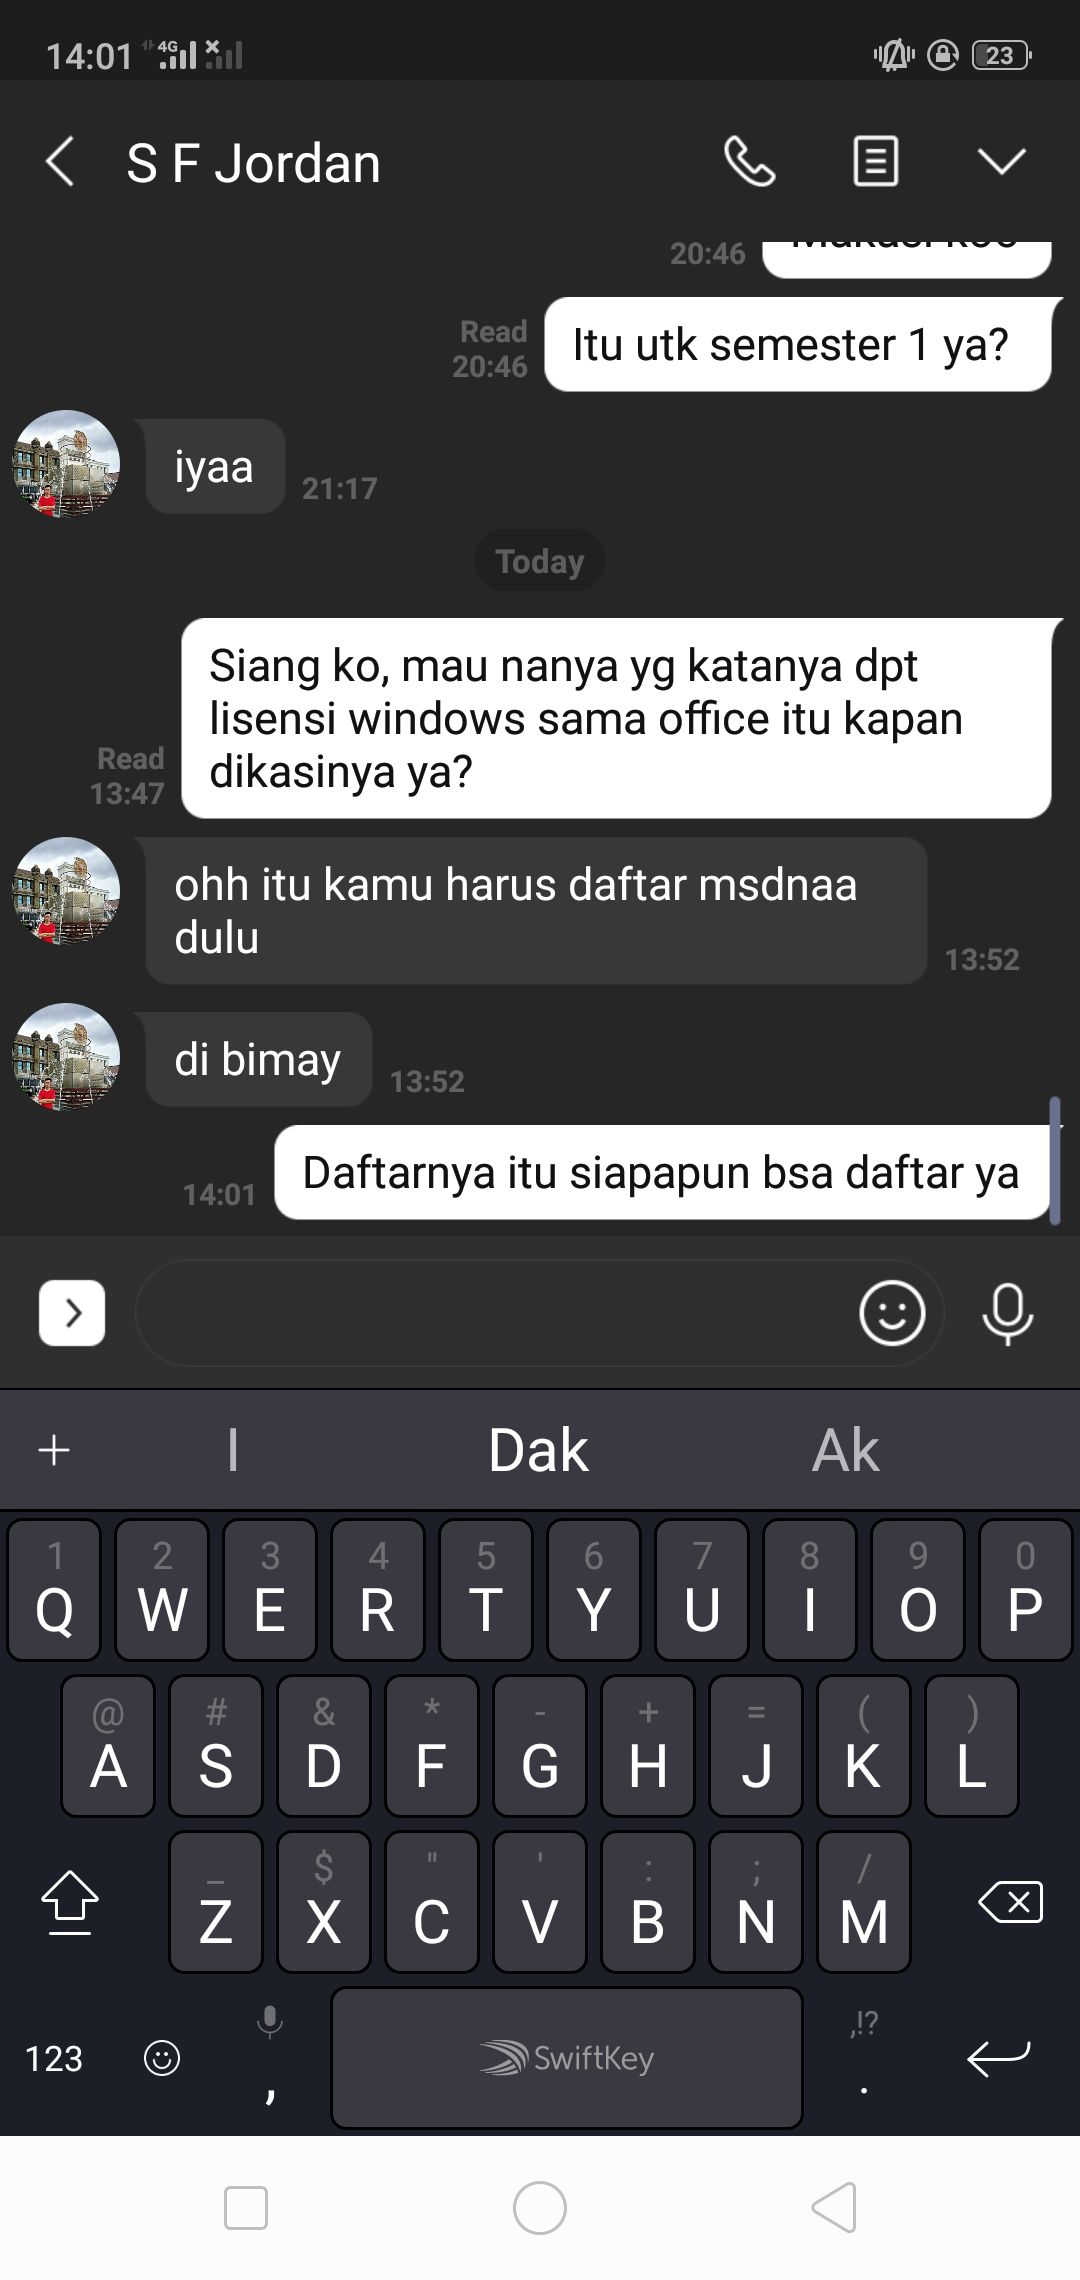 14:01 4G 23
S F Jordan
20:46
Read
20:46
Itu utk semester 1 ya?
iyaa
21:17
Today
Siang ko, mau nanya yg katanya dpt
lisensi windows sama office itu kapan
dikasinya ya?
Read
13:47
ohh itu kamu harus daftar msdnaa
dulu
13:52
di bimay
13:52
Daftarnya itu siapapun bsa daftar ya
14:01
+ I Dak Ak
1 2 3 4 5 6 7 8 9 0
Q W E R T Y U I O P
@ # & * - + = ( )
A S D F G H J K L
_ $ " ' : ; /
Z X C V B N M
123 , SwiftKey ,!? .